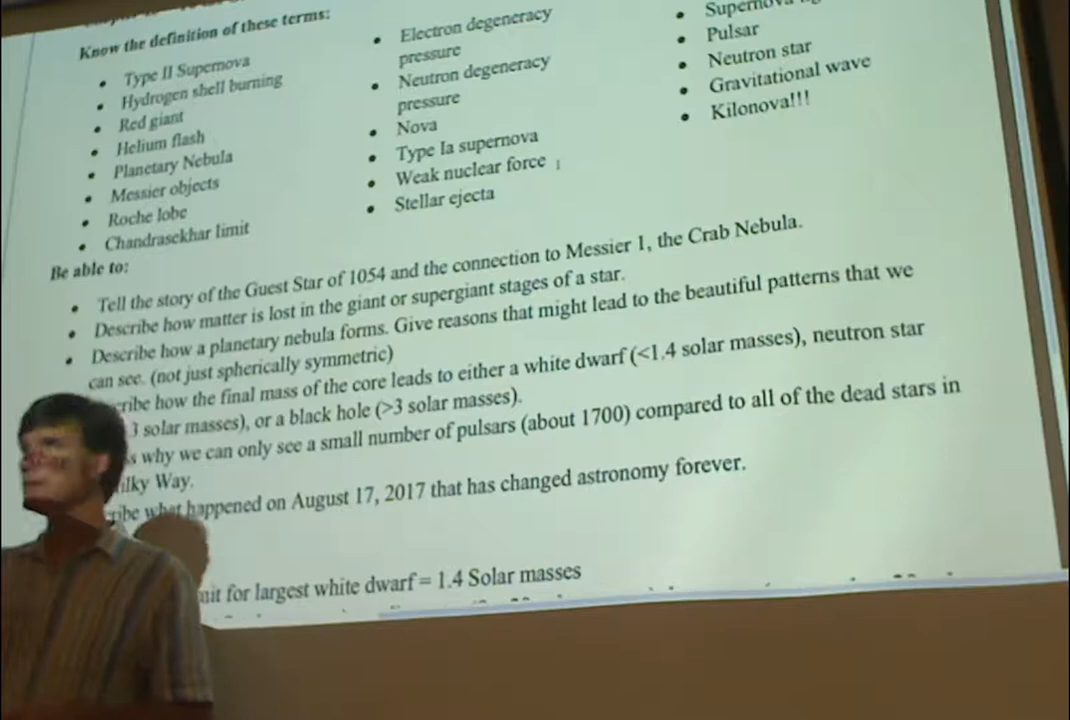 Know the definition of these terms:
• Type II Supernova
• Hydrogen shell burning
• Red giant
• Helium flash
• Planetary Nebula
• Messier objects
• Roche lobe
• Chandrasekhar limit
• Electron degeneracy
pressure
• Neutron degeneracy
pressure
• Nova
• Type Ia supernova
• Weak nuclear force
• Stellar ejecta
• Supernova
• Pulsar
• Neutron star
• Gravitational wave
• Kilonova!!!
Be able to:
• Tell the story of the Guest Star of 1054 and the connection to Messier 1, the Crab Nebula.
• Describe how matter is lost in the giant or supergiant stages of a star.
• Describe how a planetary nebula forms. Give reasons that might lead to the beautiful patterns that we
can see. (not just spherically symmetric)
cribe how the final mass of the core leads to either a white dwarf (<1.4 solar masses), neutron star
3 solar masses), or a black hole (>3 solar masses).
s why we can only see a small number of pulsars (about 1700) compared to all of the dead stars in
ilky Way.
ribe what happened on August 17, 2017 that has changed astronomy forever.
nit for largest white dwarf = 1.4 Solar masses